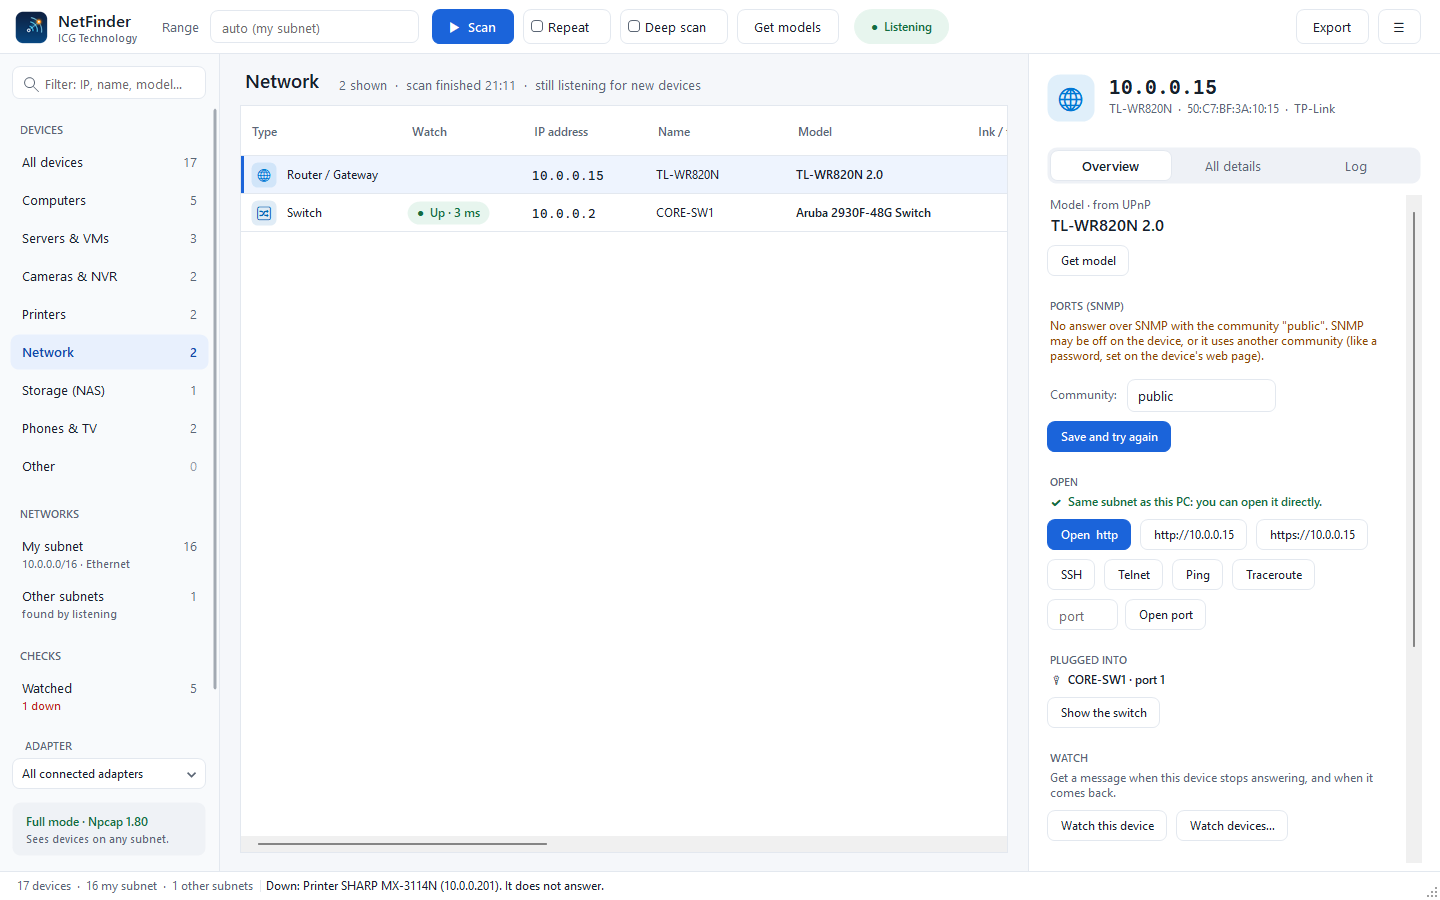 NetFinder
ICG Technology
Range
auto (my subnet)
Scan
Repeat
Deep scan
Get models
Listening
Export
Filter: IP, name, model...
DEVICES
All devices 17
Computers 5
Servers & VMs 3
Cameras & NVR 2
Printers 2
Network 2
Storage (NAS) 1
Phones & TV 2
Other 0
NETWORKS
My subnet 16
10.0.0.0/16 · Ethernet
Other subnets 1
found by listening
CHECKS
Watched 5
1 down
ADAPTER
All connected adapters
Full mode · Npcap 1.80
Sees devices on any subnet.
Network 2 shown · scan finished 21:11 · still listening for new devices
Type Watch IP address Name Model Ink /
Router / Gateway 10.0.0.15 TL-WR820N TL-WR820N 2.0
Switch Up · 3 ms 10.0.0.2 CORE-SW1 Aruba 2930F-48G Switch
10.0.0.15
TL-WR820N · 50:C7:BF:3A:10:15 · TP-Link
Overview All details Log
Model · from UPnP
TL-WR820N 2.0
Get model
PORTS (SNMP)
No answer over SNMP with the community "public". SNMP
may be off on the device, or it uses another community (like a
password, set on the device's web page).
Community: public
Save and try again
OPEN
Same subnet as this PC: you can open it directly.
Open http http://10.0.0.15 https://10.0.0.15
SSH Telnet Ping Traceroute
port Open port
PLUGGED INTO
CORE-SW1 · port 1
Show the switch
WATCH
Get a message when this device stops answering, and when it
comes back.
Watch this device Watch devices...
17 devices · 16 my subnet · 1 other subnets Down: Printer SHARP MX-3114N (10.0.0.201). It does not answer.